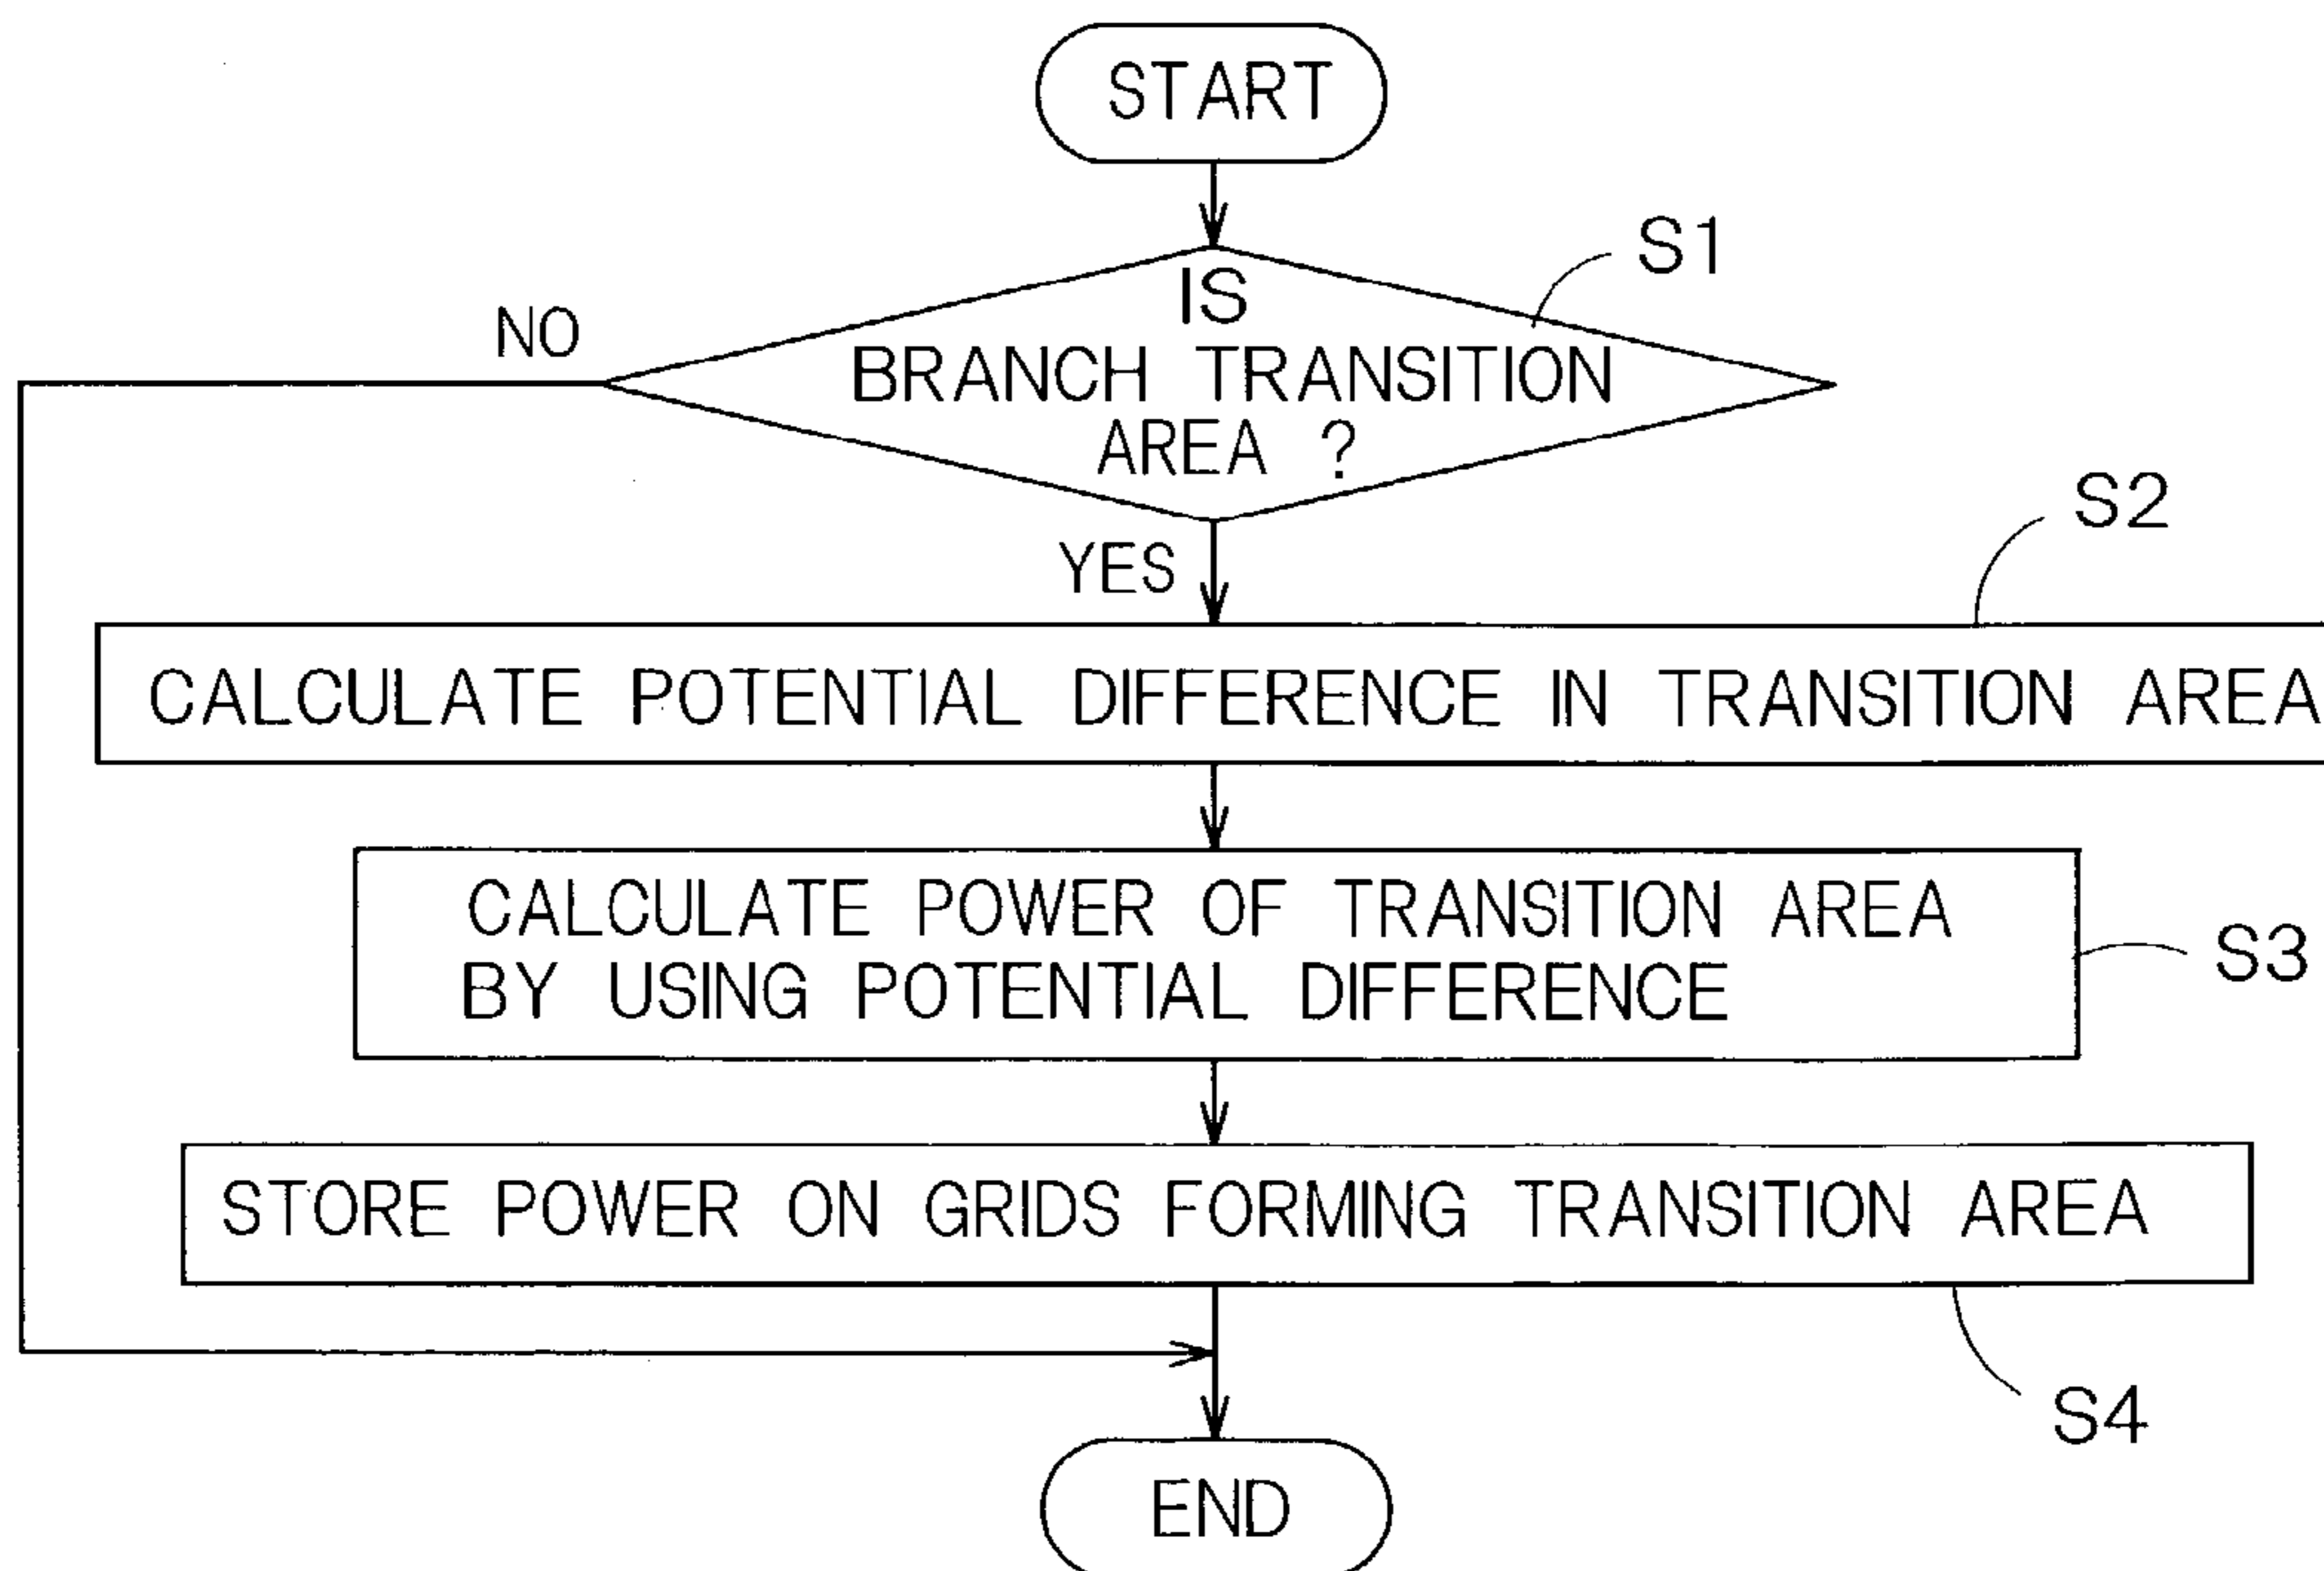 START
IS
S1
NO
BRANCH TRANSITION
AREA ?
YES
S2
CALCULATE POTENTIAL DIFFERENCE IN TRANSITION AREA
CALCULATE POWER OF TRANSITION AREA
BY USING POTENTIAL DIFFERENCE
S3
STORE POWER ON GRIDS FORMING TRANSITION AREA
S4
END